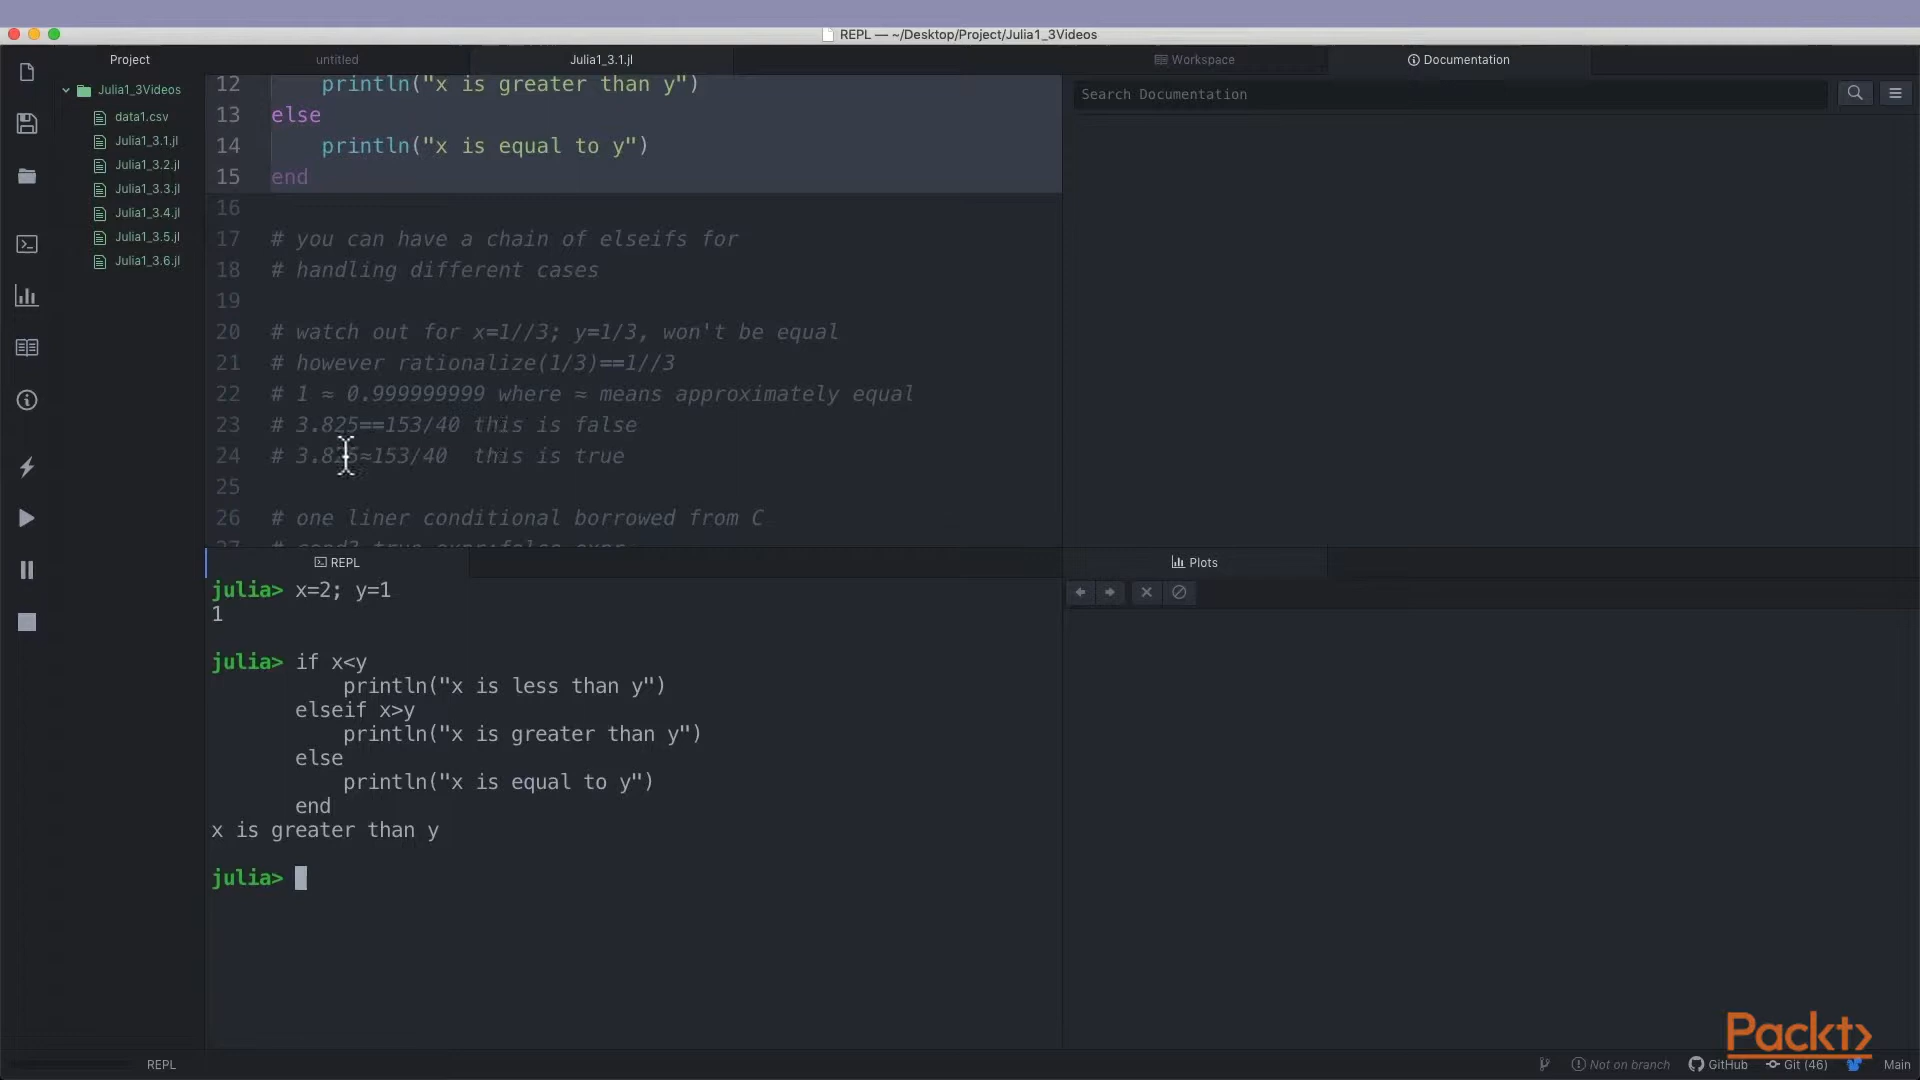 REPL — ~/Desktop/Project/Julia1_3Videos
Project
untitled
Julia1_3.1.jl
Workspace
Documentation
Julia1_3Videos
data1.csv
Julia1_3.1.jl
Julia1_3.2.jl
Julia1_3.3.jl
Julia1_3.4.jl
Julia1_3.5.jl
Julia1_3.6.jl
12 println("x is greater than y")
13 else
14 println("x is equal to y")
15 end
16
17 # you can have a chain of elseifs for
18 # handling different cases
19
20 # watch out for x=1//3; y=1/3, won't be equal
21 # however rationalize(1/3)==1//3
22 # 1 ≈ 0.999999999 where ≈ means approximately equal
23 # 3.825==153/40 this is false
24 # 3.825≈153/40 this is true
25
26 # one liner conditional borrowed from C
27 # cond? true expr:false expr
Search Documentation
REPL
julia> x=2; y=1
1
julia> if x<y
println("x is less than y")
elseif x>y
println("x is greater than y")
else
println("x is equal to y")
end
x is greater than y
julia>
Plots
Packt>
REPL
Not on branch
GitHub
Git (46)
Main